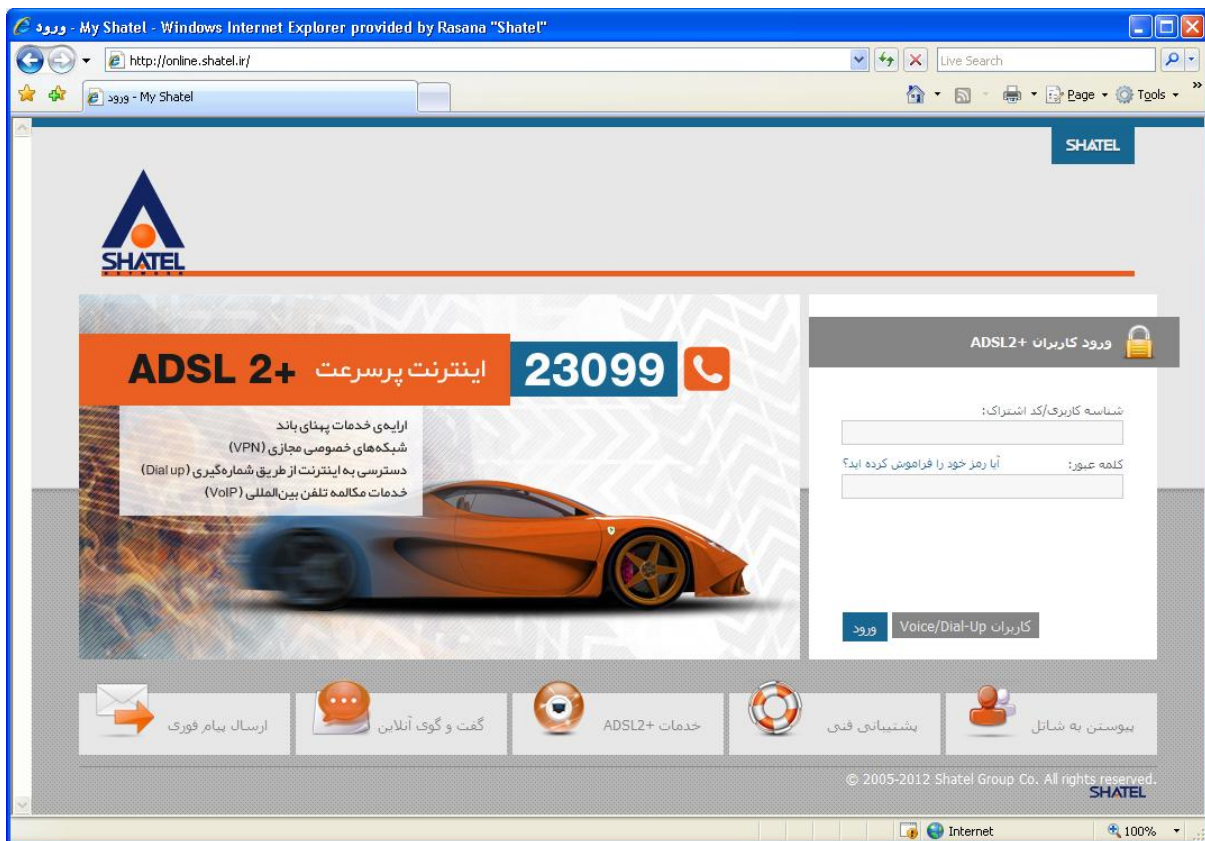 ورود - My Shatel - Windows Internet Explorer provided by Rasana "Shatel"
http://online.shatel.ir/
Live Search
ورود - My Shatel
Page
Tools
SHATEL
SHATEL
NETWORK
اینترنت پرسرعت ADSL 2+
23099
ارایه‌ی خدمات پهنای باند
شبکه‌های خصوصی مجازی (VPN)
دسترسی به اینترنت از طریق شماره‌گیری (Dial up)
خدمات مکالمه تلفن بین‌المللی (VoIP)
ورود کاربران ADSL2+
شناسه کاربری/کد اشتراک:
کلمه عبور:
آیا رمز خود را فراموش کرده اید؟
کاربران Voice/Dial-Up
ورود
پیوستن به شاتل
پشتیبانی فنی
خدمات ADSL2+
گفت و گوی آنلاین
ارسال پیام فوری
© 2005-2012 Shatel Group Co. All rights reserved.
SHATEL
Internet
100%